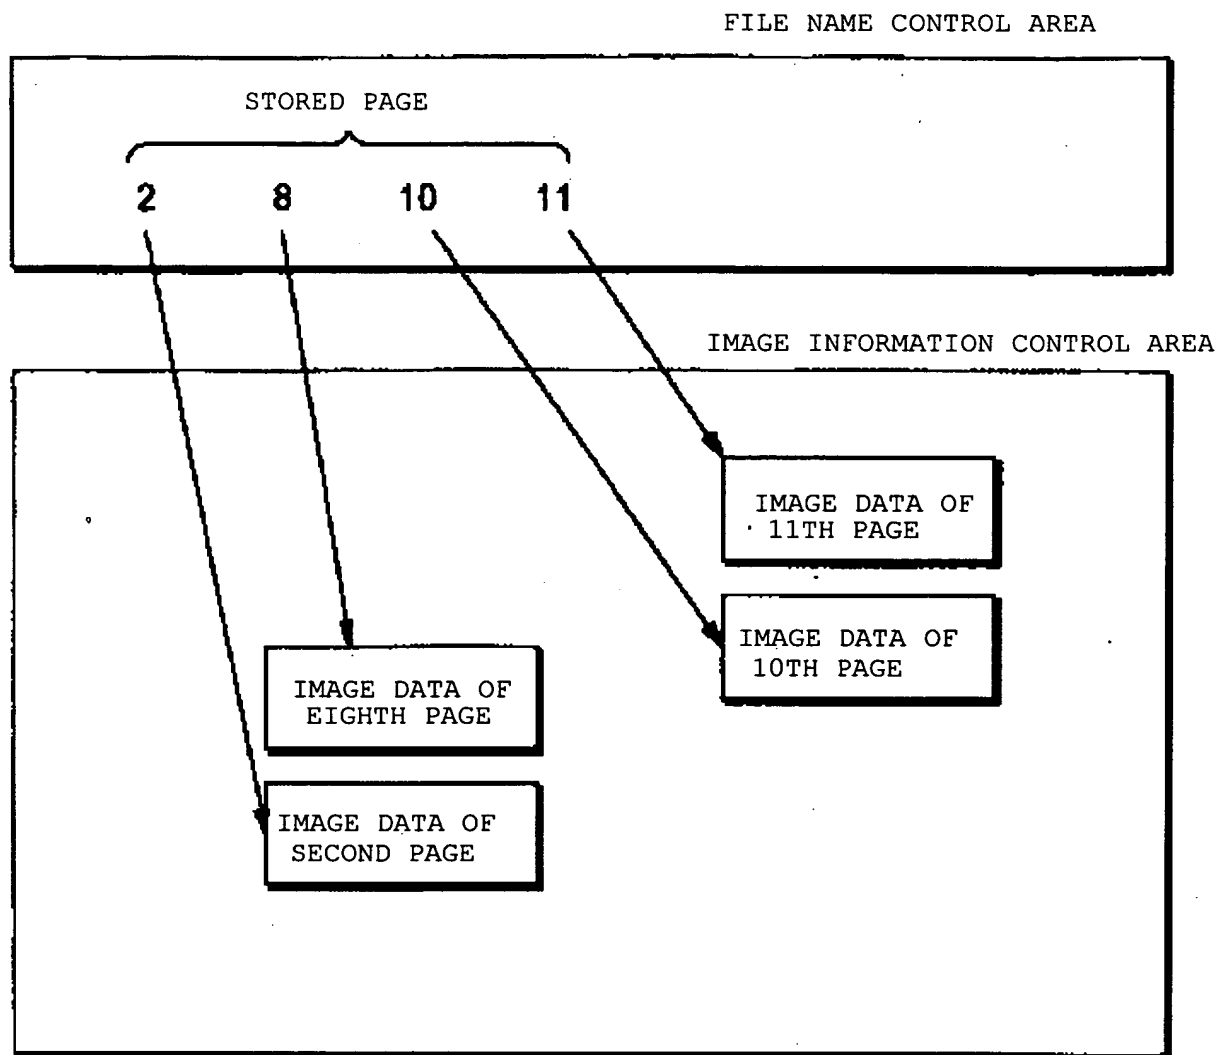 FILE NAME CONTROL AREA
STORED PAGE
2 8 10 11
IMAGE INFORMATION CONTROL AREA
IMAGE DATA OF
11TH PAGE
IMAGE DATA OF
10TH PAGE
IMAGE DATA OF
EIGHTH PAGE
IMAGE DATA OF
SECOND PAGE